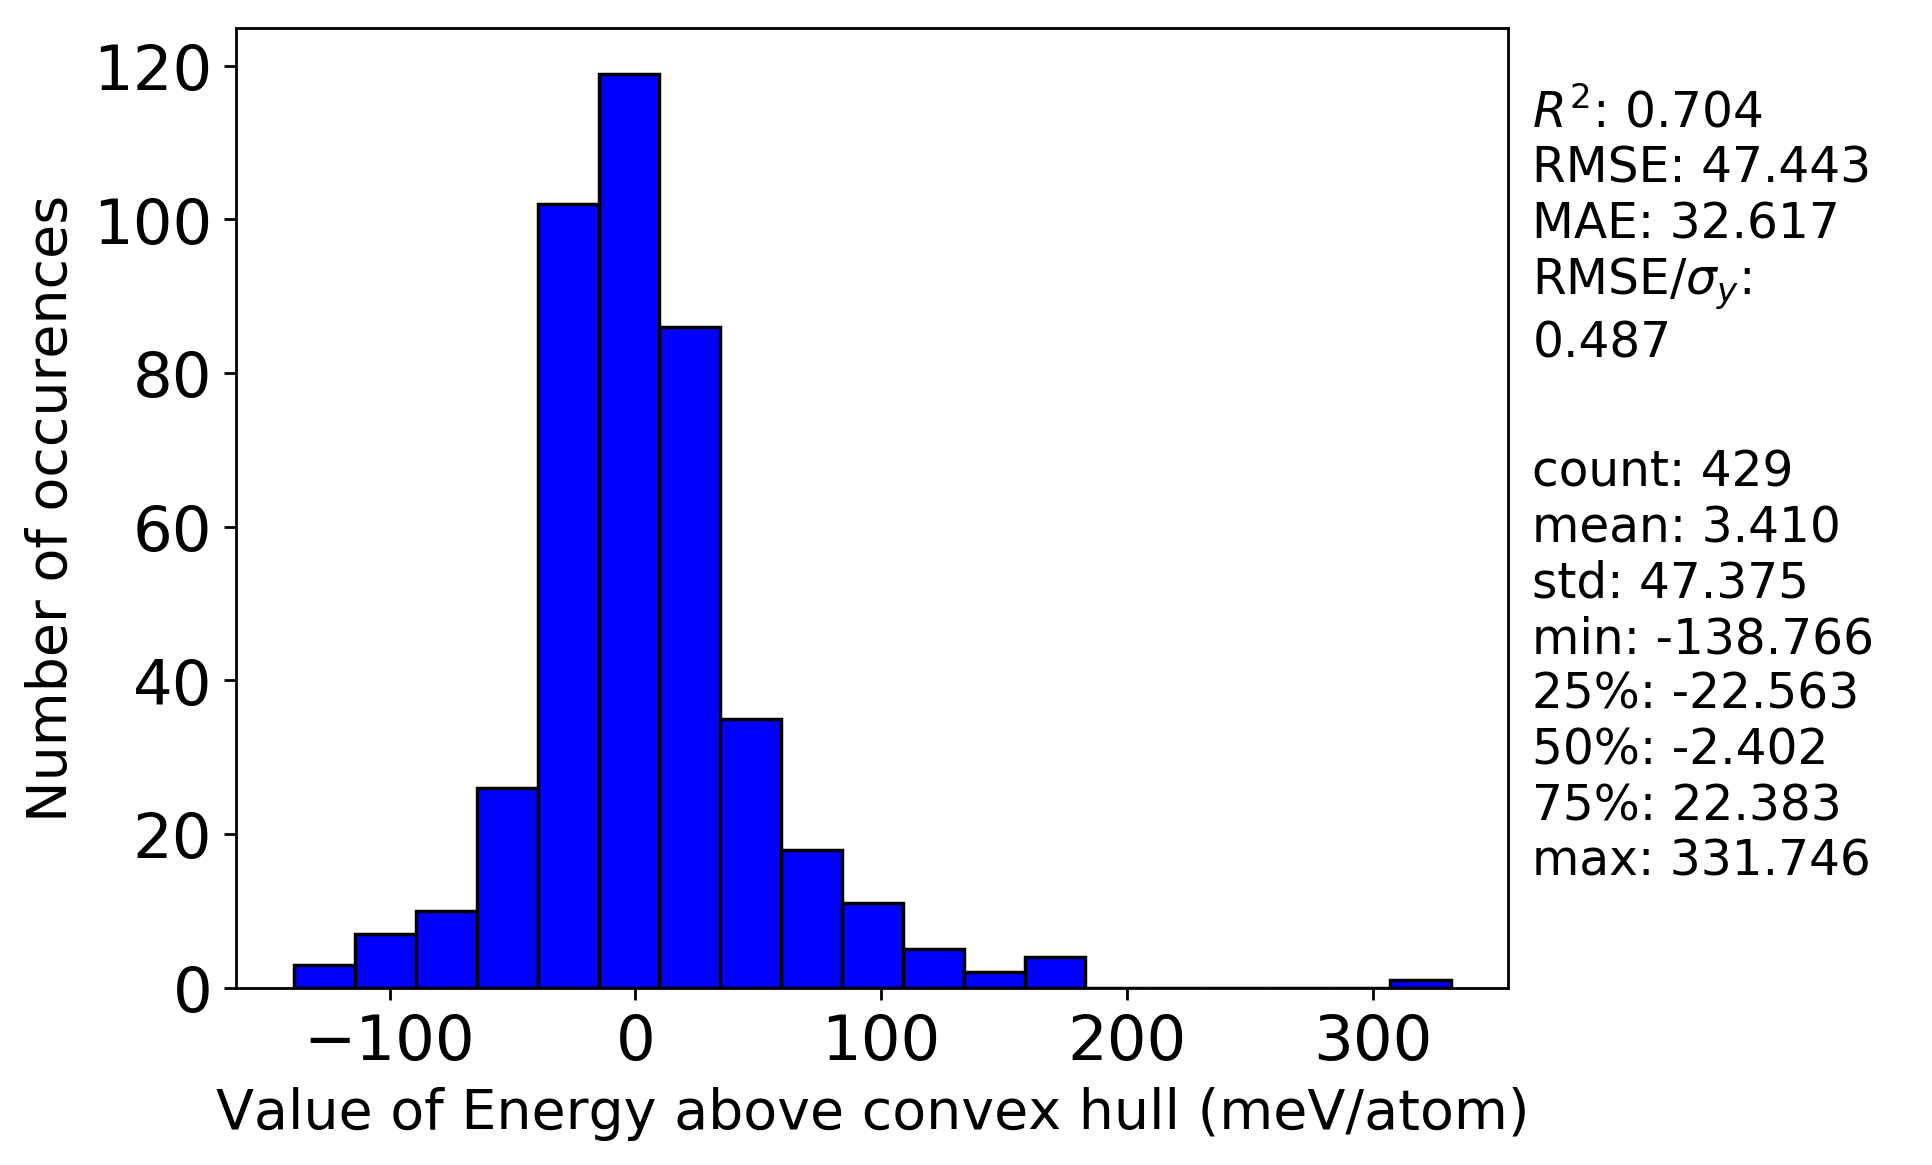 120
100
80
60
40
20
0
Number of occurences
−100
0
100
200
300
Value of Energy above convex hull (meV/atom)
R²: 0.704
RMSE: 47.443
MAE: 32.617
RMSE/σy:
0.487
count: 429
mean: 3.410
std: 47.375
min: -138.766
25%: -22.563
50%: -2.402
75%: 22.383
max: 331.746